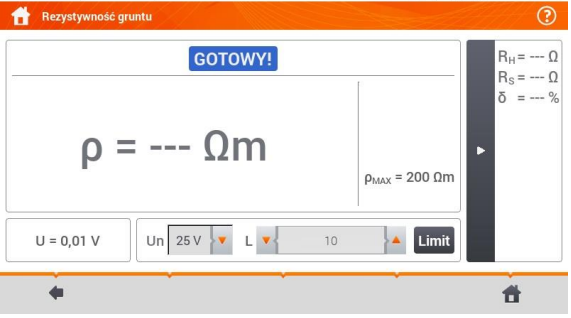 Rezystywność gruntu
?
GOTOWY!
ρ = --- Ωm
ρMAX = 200 Ωm
RH = --- Ω
RS = --- Ω
δ = --- %
U = 0,01 V
Un 25 V L 10 Limit